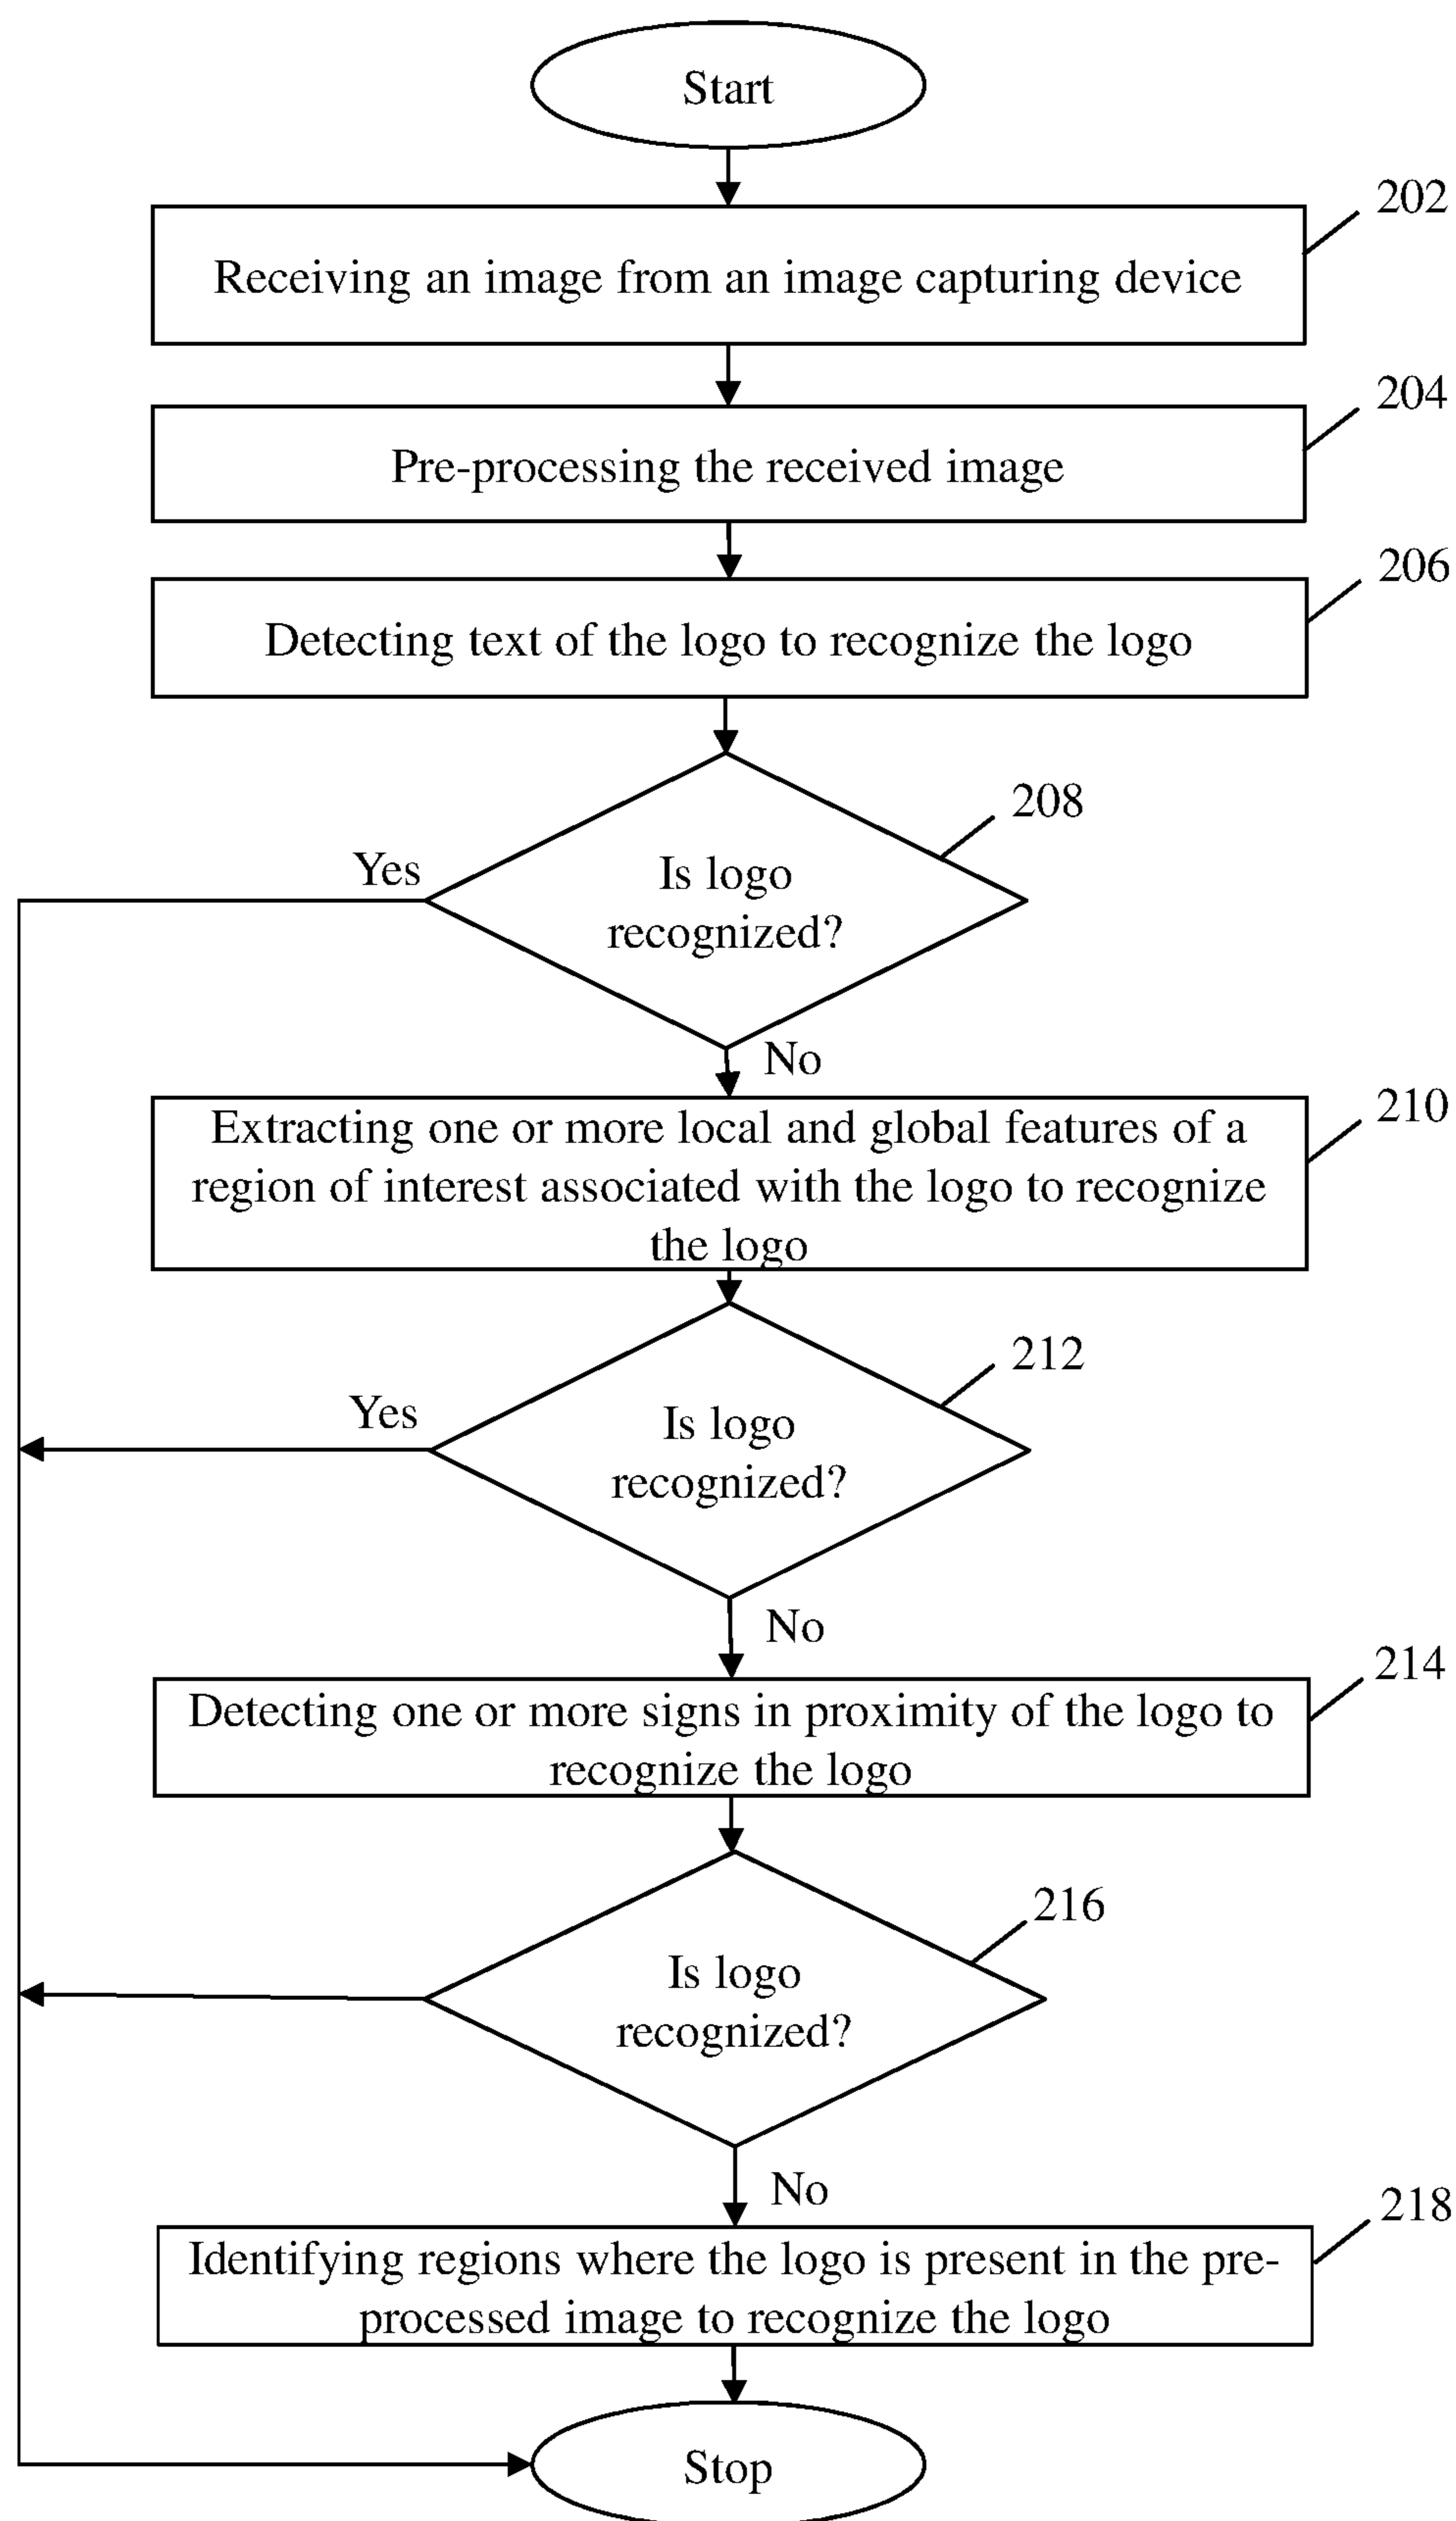 Start
202
Receiving an image from an image capturing device
204
Pre-processing the received image
206
Detecting text of the logo to recognize the logo
208
Yes
Is logo
recognized?
No
210
Extracting one or more local and global features of a
region of interest associated with the logo to recognize
the logo
212
Yes
Is logo
recognized?
No
214
Detecting one or more signs in proximity of the logo to
recognize the logo
216
Is logo
recognized?
No
218
Identifying regions where the logo is present in the pre-
processed image to recognize the logo
Stop